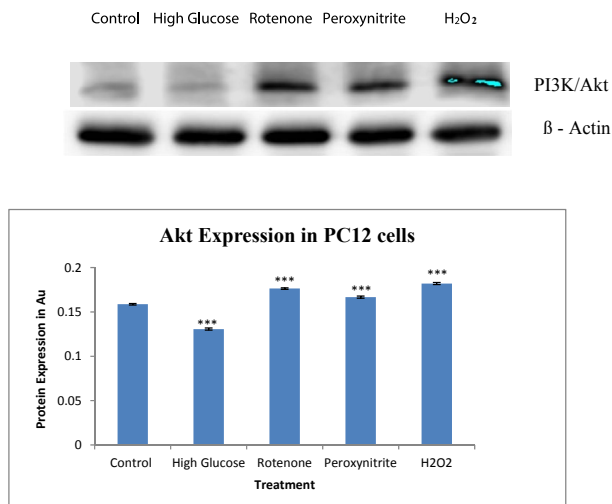 Control High Glucose Rotenone Peroxynitrite H₂O₂
PI3K/Akt
ß - Actin
Akt Expression in PC12 cells
Protein Expression in Au
0.2
0.15
0.1
0.05
0
***
***
***
***
Control High Glucose Rotenone Peroxynitrite H2O2
Treatment